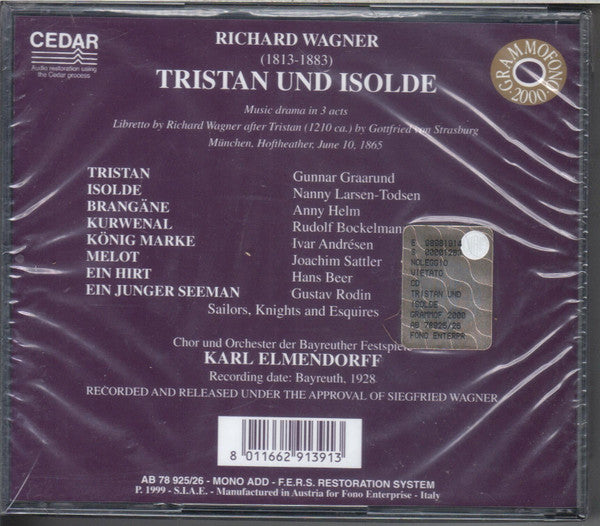 CEDAR
Audio restoration using
the Cedar process
RICHARD WAGNER
(1813-1883)
TRISTAN UND ISOLDE
GRAMMOFONO
2000
Music drama in 3 acts
Libretto by Richard Wagner after Tristan (1210 ca.) by Gottfried von Strasburg
München, Hoftheather, June 10, 1865
TRISTAN Gunnar Graarund
ISOLDE Nanny Larsen-Todsen
BRANGÄNE Anny Helm
KURWENAL Rudolf Bockelman
KÖNIG MARKE Ivar Andrésen
MELOT Joachim Sattler
EIN HIRT Hans Beer
EIN JUNGER SEEMAN Gustav Rodin
Sailors, Knights and Esquires
NOLEGGIO
VIETATO
CD
TRISTAN UND
ISOLDE
GRAMMOF 2000
AB 78925/26
FONO ENTERPR
Chor und Orchester der Bayreuther Festspiele
KARL ELMENDORFF
Recording date: Bayreuth, 1928
RECORDED AND RELEASED UNDER THE APPROVAL OF SIEGFRIED WAGNER
8 011662 913913
AB 78 925/26 - MONO ADD - F.E.R.S. RESTORATION SYSTEM
P. 1999 - S.I.A.E. - Manufactured in Austria for Fono Enterprise - Italy